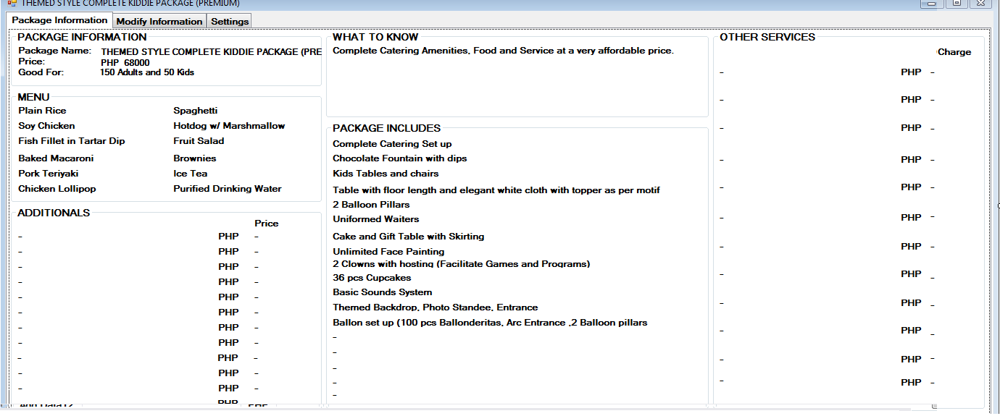 THEMED STYLE COMPLETE KIDDIE PACKAGE (PREMIUM)
Package Information Modify Information Settings
PACKAGE INFORMATION
Package Name: THEMED STYLE COMPLETE KIDDIE PACKAGE (PRE
Price: PHP 68000
Good For: 150 Adults and 50 Kids
MENU
Plain Rice Spaghetti
Soy Chicken Hotdog w/ Marshmallow
Fish Fillet in Tartar Dip Fruit Salad
Baked Macaroni Brownies
Pork Teriyaki Ice Tea
Chicken Lollipop Purified Drinking Water
ADDITIONALS
Price
- PHP -
- PHP -
- PHP -
- PHP -
- PHP -
- PHP -
- PHP -
- PHP -
- PHP -
- PHP -
- PHP -
PHP
WHAT TO KNOW
Complete Catering Amenities, Food and Service at a very affordable price.
PACKAGE INCLUDES
Complete Catering Set up
Chocolate Fountain with dips
Kids Tables and chairs
Table with floor length and elegant white cloth with topper as per motif
2 Balloon Pillars
Uniformed Waiters
Cake and Gift Table with Skirting
Unlimited Face Painting
2 Clowns with hosting (Facilitate Games and Programs)
36 pcs Cupcakes
Basic Sounds System
Themed Backdrop, Photo Standee, Entrance
Ballon set up (100 pcs Ballonderitas, Arc Entrance ,2 Balloon pillars
-
-
-
-
-
OTHER SERVICES
Charge
- PHP -
- PHP -
- PHP -
- PHP -
- PHP -
- PHP -
- PHP -
- PHP -
- PHP -
- PHP -
- PHP -
- PHP -